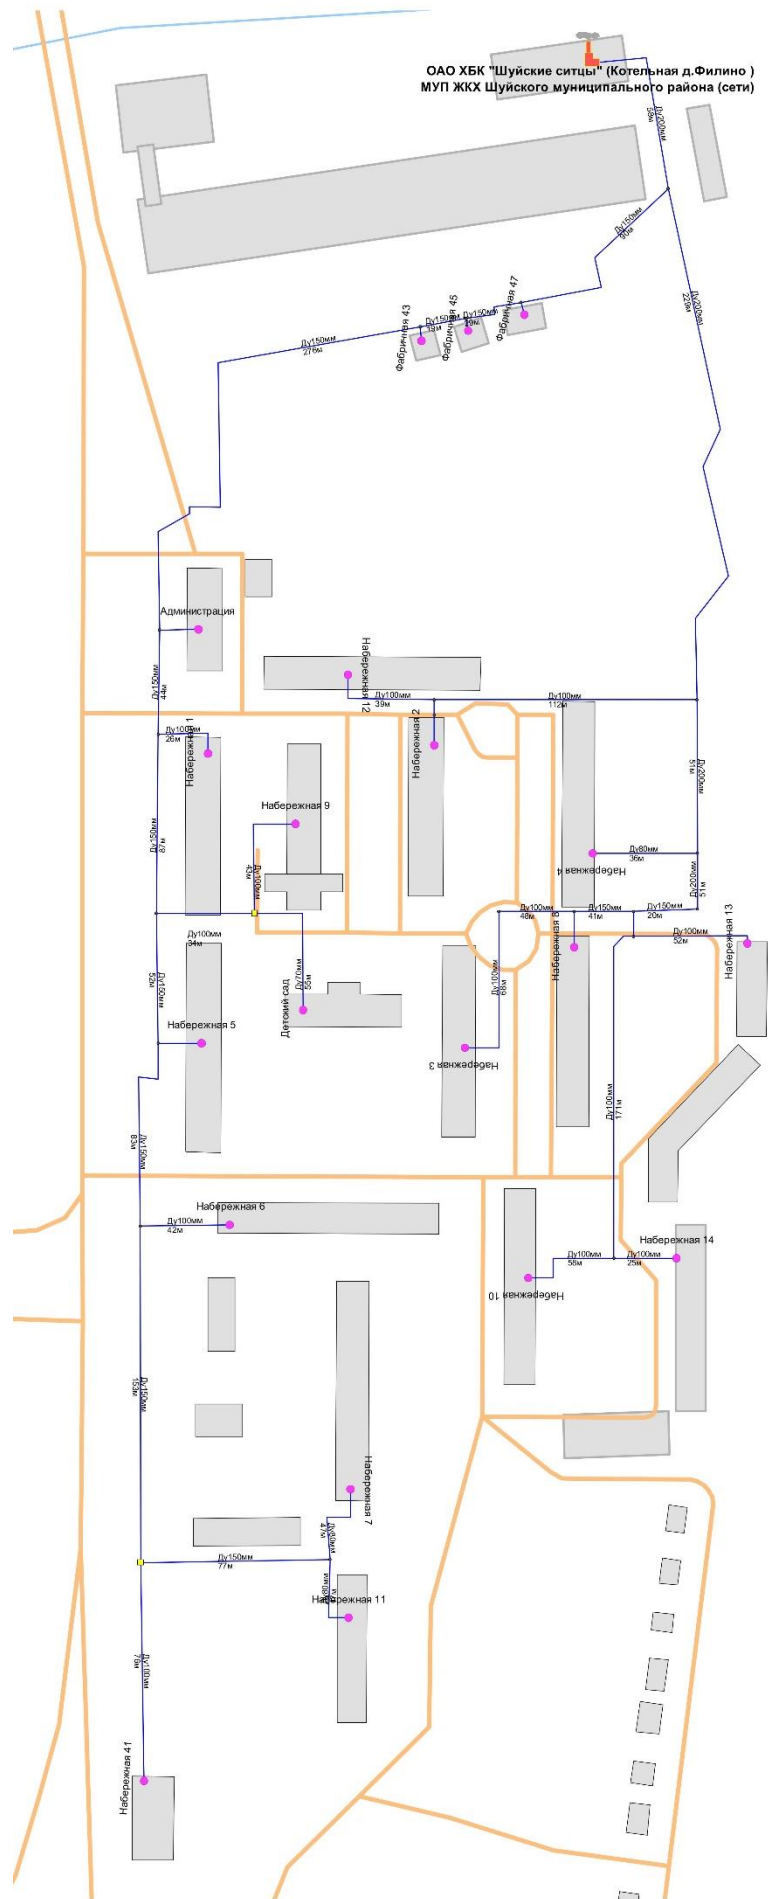 ОАО ХБК "Шуйские ситцы" (Котельная д.Филино )
МУП ЖКХ Шуйского муниципального района (сети)
Ду200мм
58м
Ду150мм
90м
Ду200мм
229м
Фабричная 47
Ду150мм
29м
Фабричная 45
Ду150мм
19м
Фабричная 43
Ду150мм
276м
Администрация
Ду150мм
44м
Набережная 12
Ду100мм
39м
Ду100мм
112м
Набережная 1
Ду100мм
26м
Набережная 2
Ду200мм
51м
Набережная 9
Ду150мм
87м
Ду100мм
43м
Ду80мм
36м
Набережная 4
Ду200мм
51м
Ду100мм
48м
Ду150мм
41м
Ду150мм
20м
Набережная 8
Ду100мм
52м
Набережная 13
Ду100мм
34м
Ду70мм
55м
Детский сад
Ду150мм
52м
Ду100мм
68м
Набережная 5
Набережная 3
Ду100мм
171м
Ду150мм
83м
Набережная 6
Ду100мм
42м
Набережная 14
Ду100мм
58м
Ду100мм
25м
Набережная 10
Ду150мм
153м
Набережная 7
Ду80мм
47м
Ду150мм
77м
Ду80мм
Набережная 11
Ду100мм
76м
Набережная 41